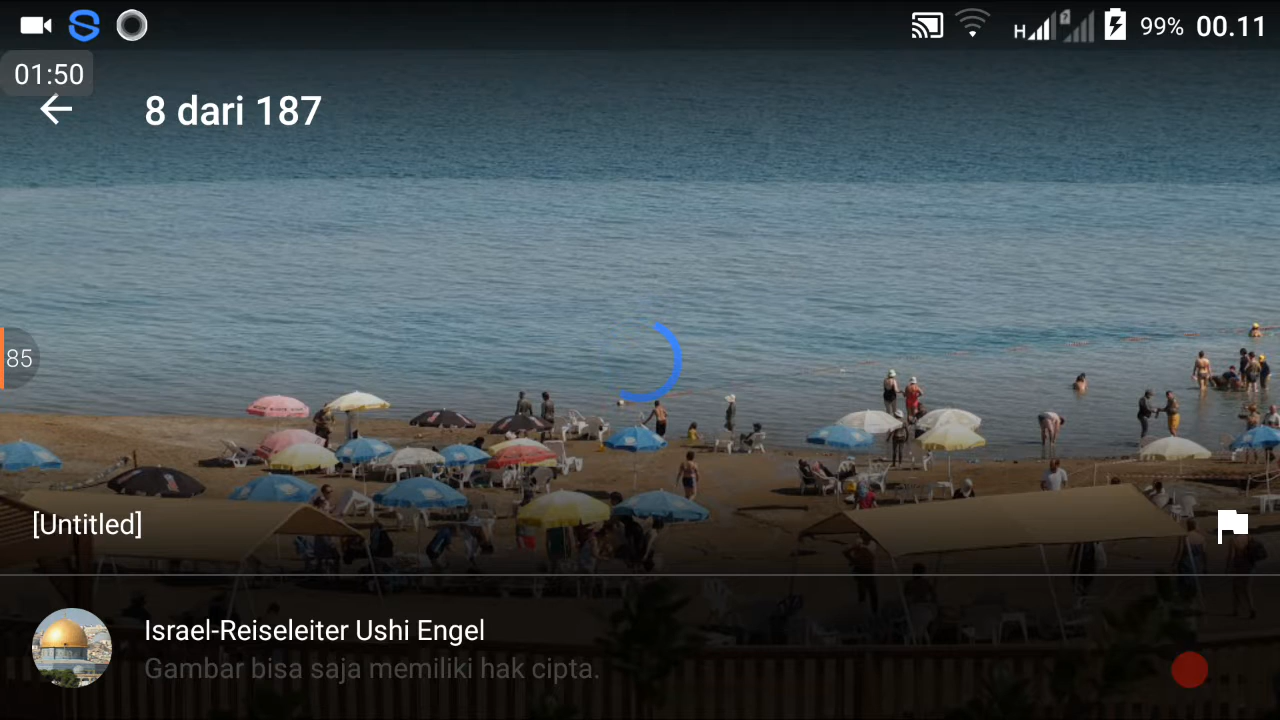 H
?
99%
00.11
01:50
8 dari 187
85
[Untitled]
Israel-Reiseleiter Ushi Engel
Gambar bisa saja memiliki hak cipta.